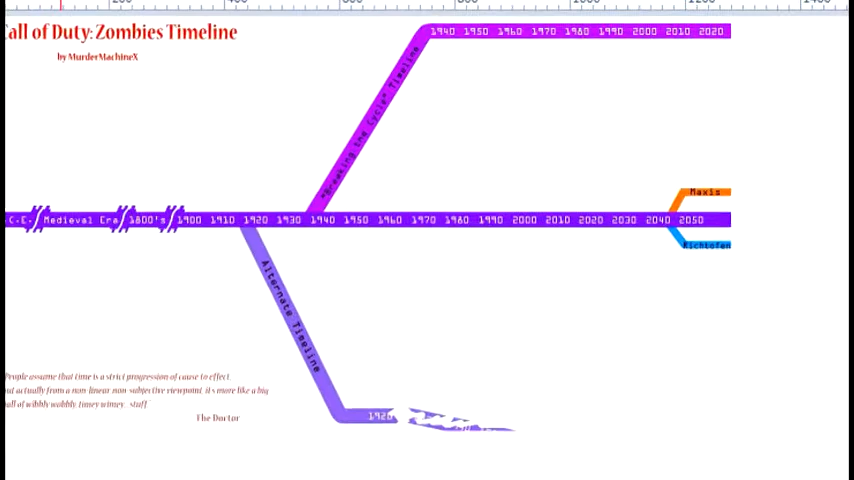 all of Duty: Zombies Timeline
by MurderMachineX
1940 1950 1960 1970 1980 1990 2000 2010 2020
"Breaking the Cycle" Timeline
Maxis
C.E. Medieval Era 1800's 1900 1910 1920 1930 1940 1950 1960 1970 1980 1990 2000 2010 2020 2030 2040 2050
Richtofen
Alternate Timeline
People assume that time is a strict progression of cause to effect,
ut actually from a non-linear, non-subjective viewpoint, it's more like a big
all of wibbly wobbly, timey wimey... stuff
The Doctor
1920